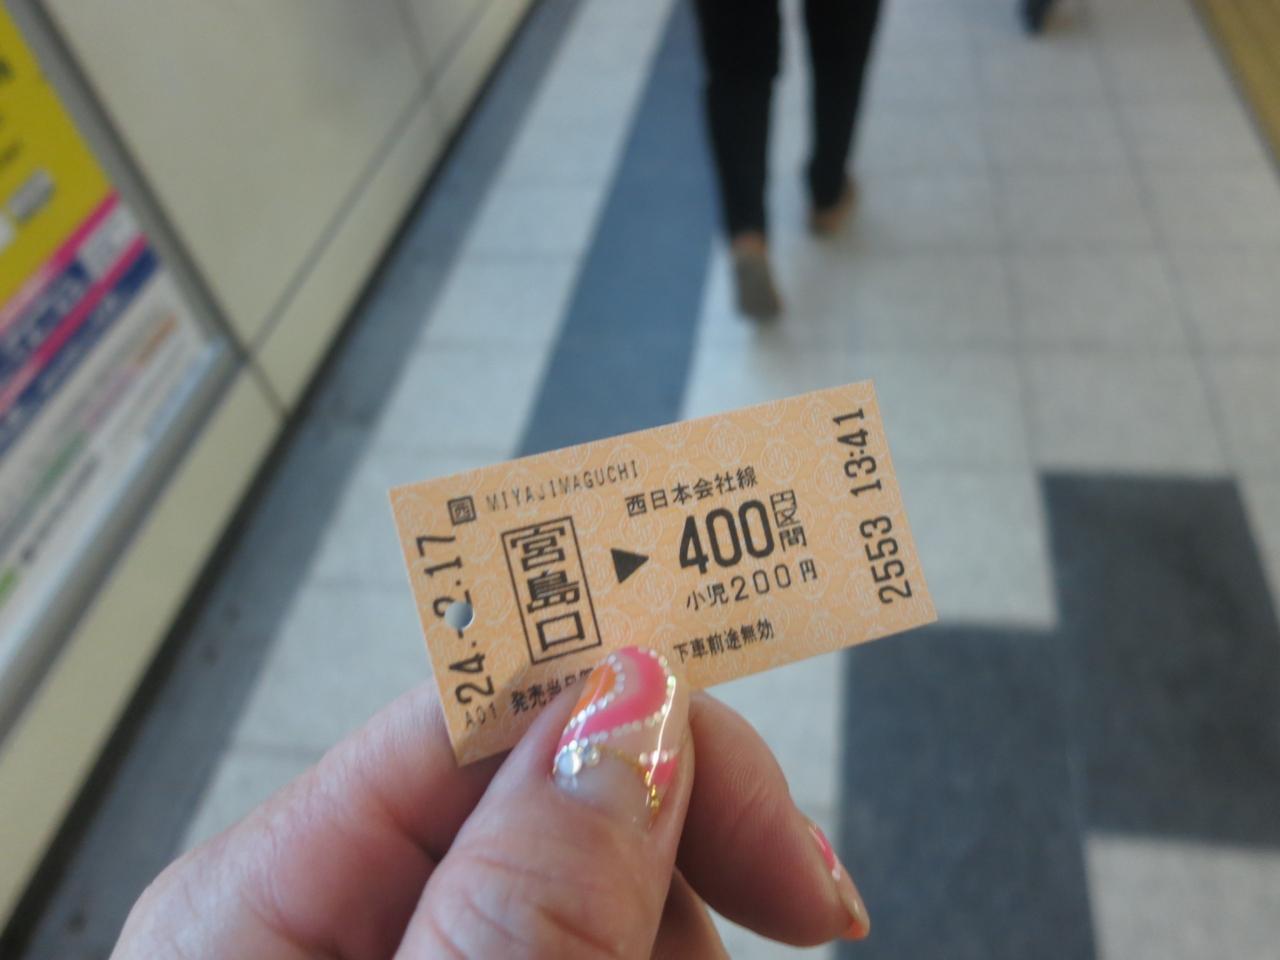 西 MIYAJIMAGUCHI
西日本会社線
宮島口 ▶ 400円区間
小児200円
24.-2.17
2553 13:41
発売当日
下車前途無効
A01